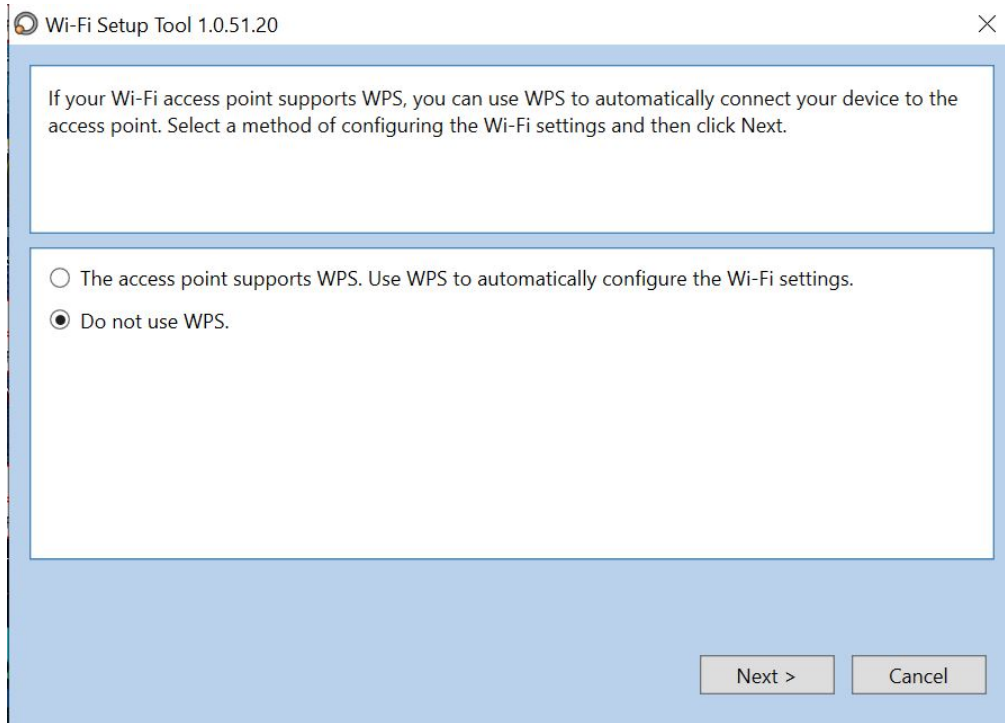 Wi-Fi Setup Tool 1.0.51.20
If your Wi-Fi access point supports WPS, you can use WPS to automatically connect your device to the
access point. Select a method of configuring the Wi-Fi settings and then click Next.
The access point supports WPS. Use WPS to automatically configure the Wi-Fi settings.
Do not use WPS.
Next >
Cancel